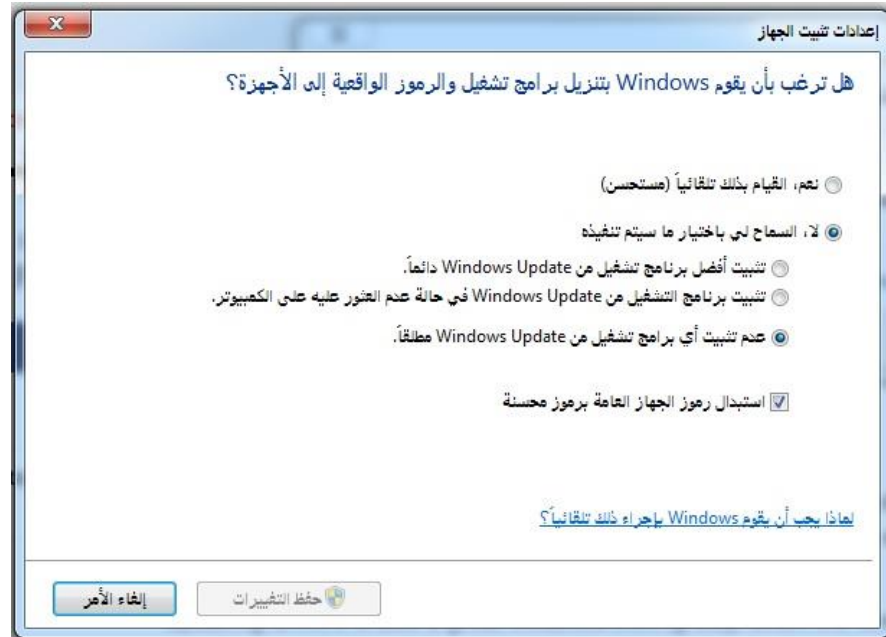 إعدادات تثبيت الجهاز
هل ترغب بأن يقوم Windows بتنزيل برامج تشغيل والرموز الواقعية إلى الأجهزة؟
نعم، القيام بذلك تلقائياً (مستحسن)
لا، السماح لي باختيار ما سيتم تنفيذه
تثبيت أفضل برنامج تشغيل من Windows Update دائماً.
تثبيت برنامج التشغيل من Windows Update في حالة عدم العثور عليه على الكمبيوتر.
عدم تثبيت أي برامج تشغيل من Windows Update مطلقاً.
استبدال رموز الجهاز العامة برموز محسنة
لماذا يجب أن يقوم Windows بإجراء ذلك تلقائياً؟
حفظ التغييرات
إلغاء الأمر